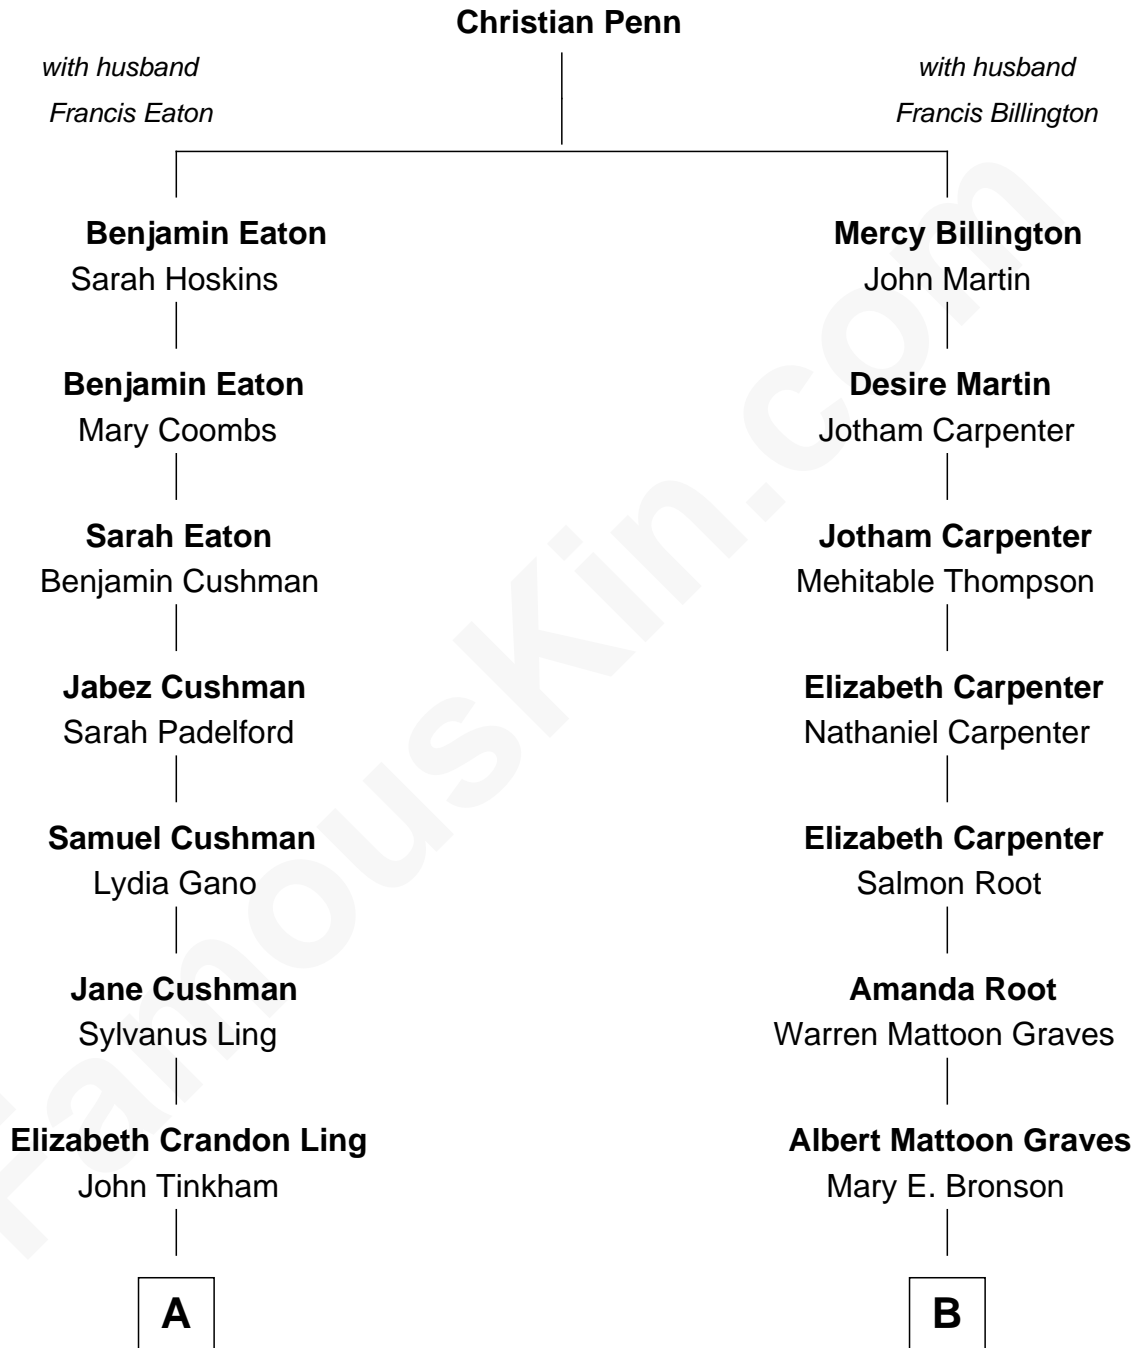 Christian Penn
with husband
Francis Eaton
with husband
Francis Billington
Benjamin Eaton
Sarah Hoskins
Benjamin Eaton
Mary Coombs
Sarah Eaton
Benjamin Cushman
Jabez Cushman
Sarah Padelford
Samuel Cushman
Lydia Gano
Jane Cushman
Sylvanus Ling
Elizabeth Crandon Ling
John Tinkham
A
Mercy Billington
John Martin
Desire Martin
Jotham Carpenter
Jotham Carpenter
Mehitable Thompson
Elizabeth Carpenter
Nathaniel Carpenter
Elizabeth Carpenter
Salmon Root
Amanda Root
Warren Mattoon Graves
Albert Mattoon Graves
Mary E. Bronson
B
FamousKin.com